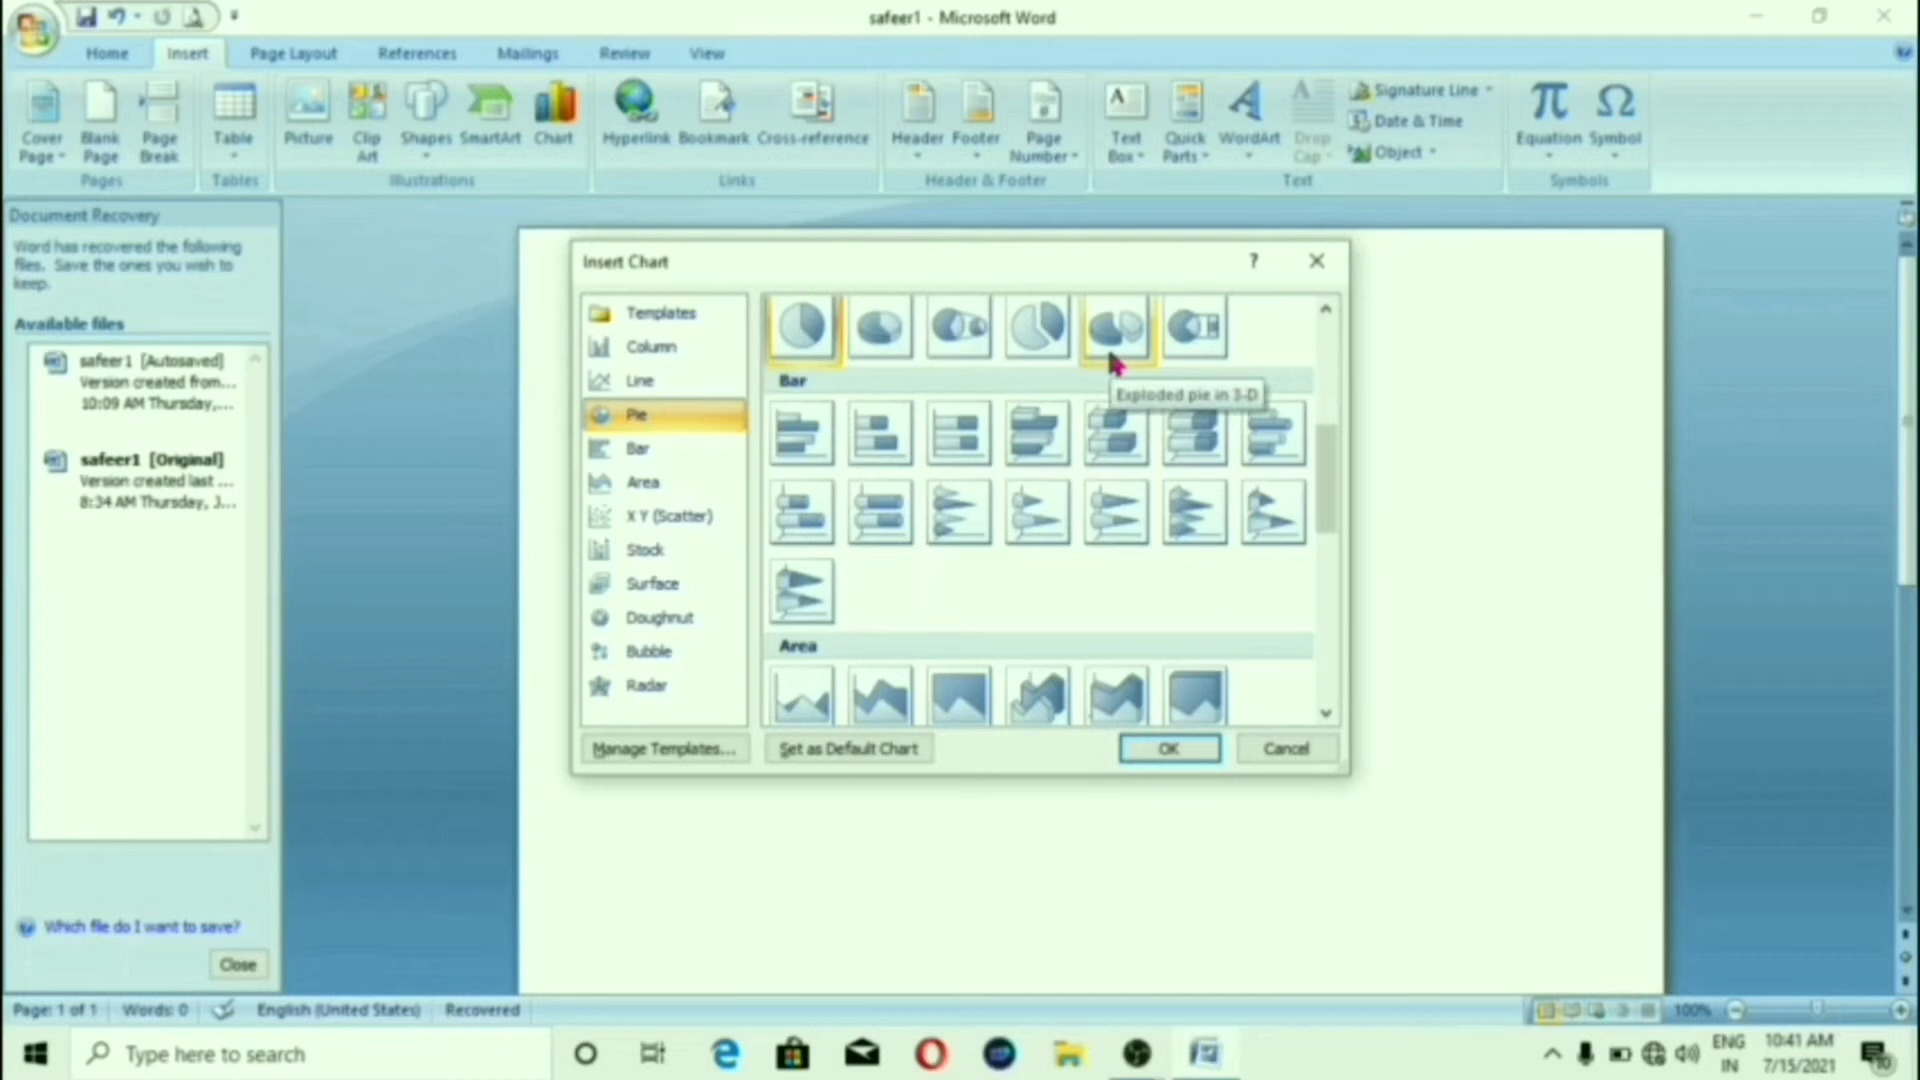 safeer1 - Microsoft Word
Home Insert Page Layout References Mailings Review View
Cover Page Blank Page Page Break
Table
Picture Clip Art Shapes SmartArt Chart
Hyperlink Bookmark Cross-reference
Header Footer Page Number
Text Box Quick Parts WordArt Drop Cap
Signature Line
Date & Time
Object
Equation Symbol
Pages Tables Illustrations Links Header & Footer Text Symbols
Document Recovery
Word has recovered the following
files. Save the ones you wish to
keep.
Available files
safeer1 [Autosaved]
Version created from...
10:09 AM Thursday,...
safeer1 [Original]
Version created last ...
8:34 AM Thursday, J...
Which file do I want to save?
Close
Insert Chart
?
Templates
Column
Line
Pie
Bar
Area
X Y (Scatter)
Stock
Surface
Doughnut
Bubble
Radar
Bar
Exploded pie in 3-D
Area
Manage Templates... Set as Default Chart OK Cancel
Page: 1 of 1 Words: 0 English (United States) Recovered 100%
Type here to search
ENG
IN
10:41 AM
7/15/2021